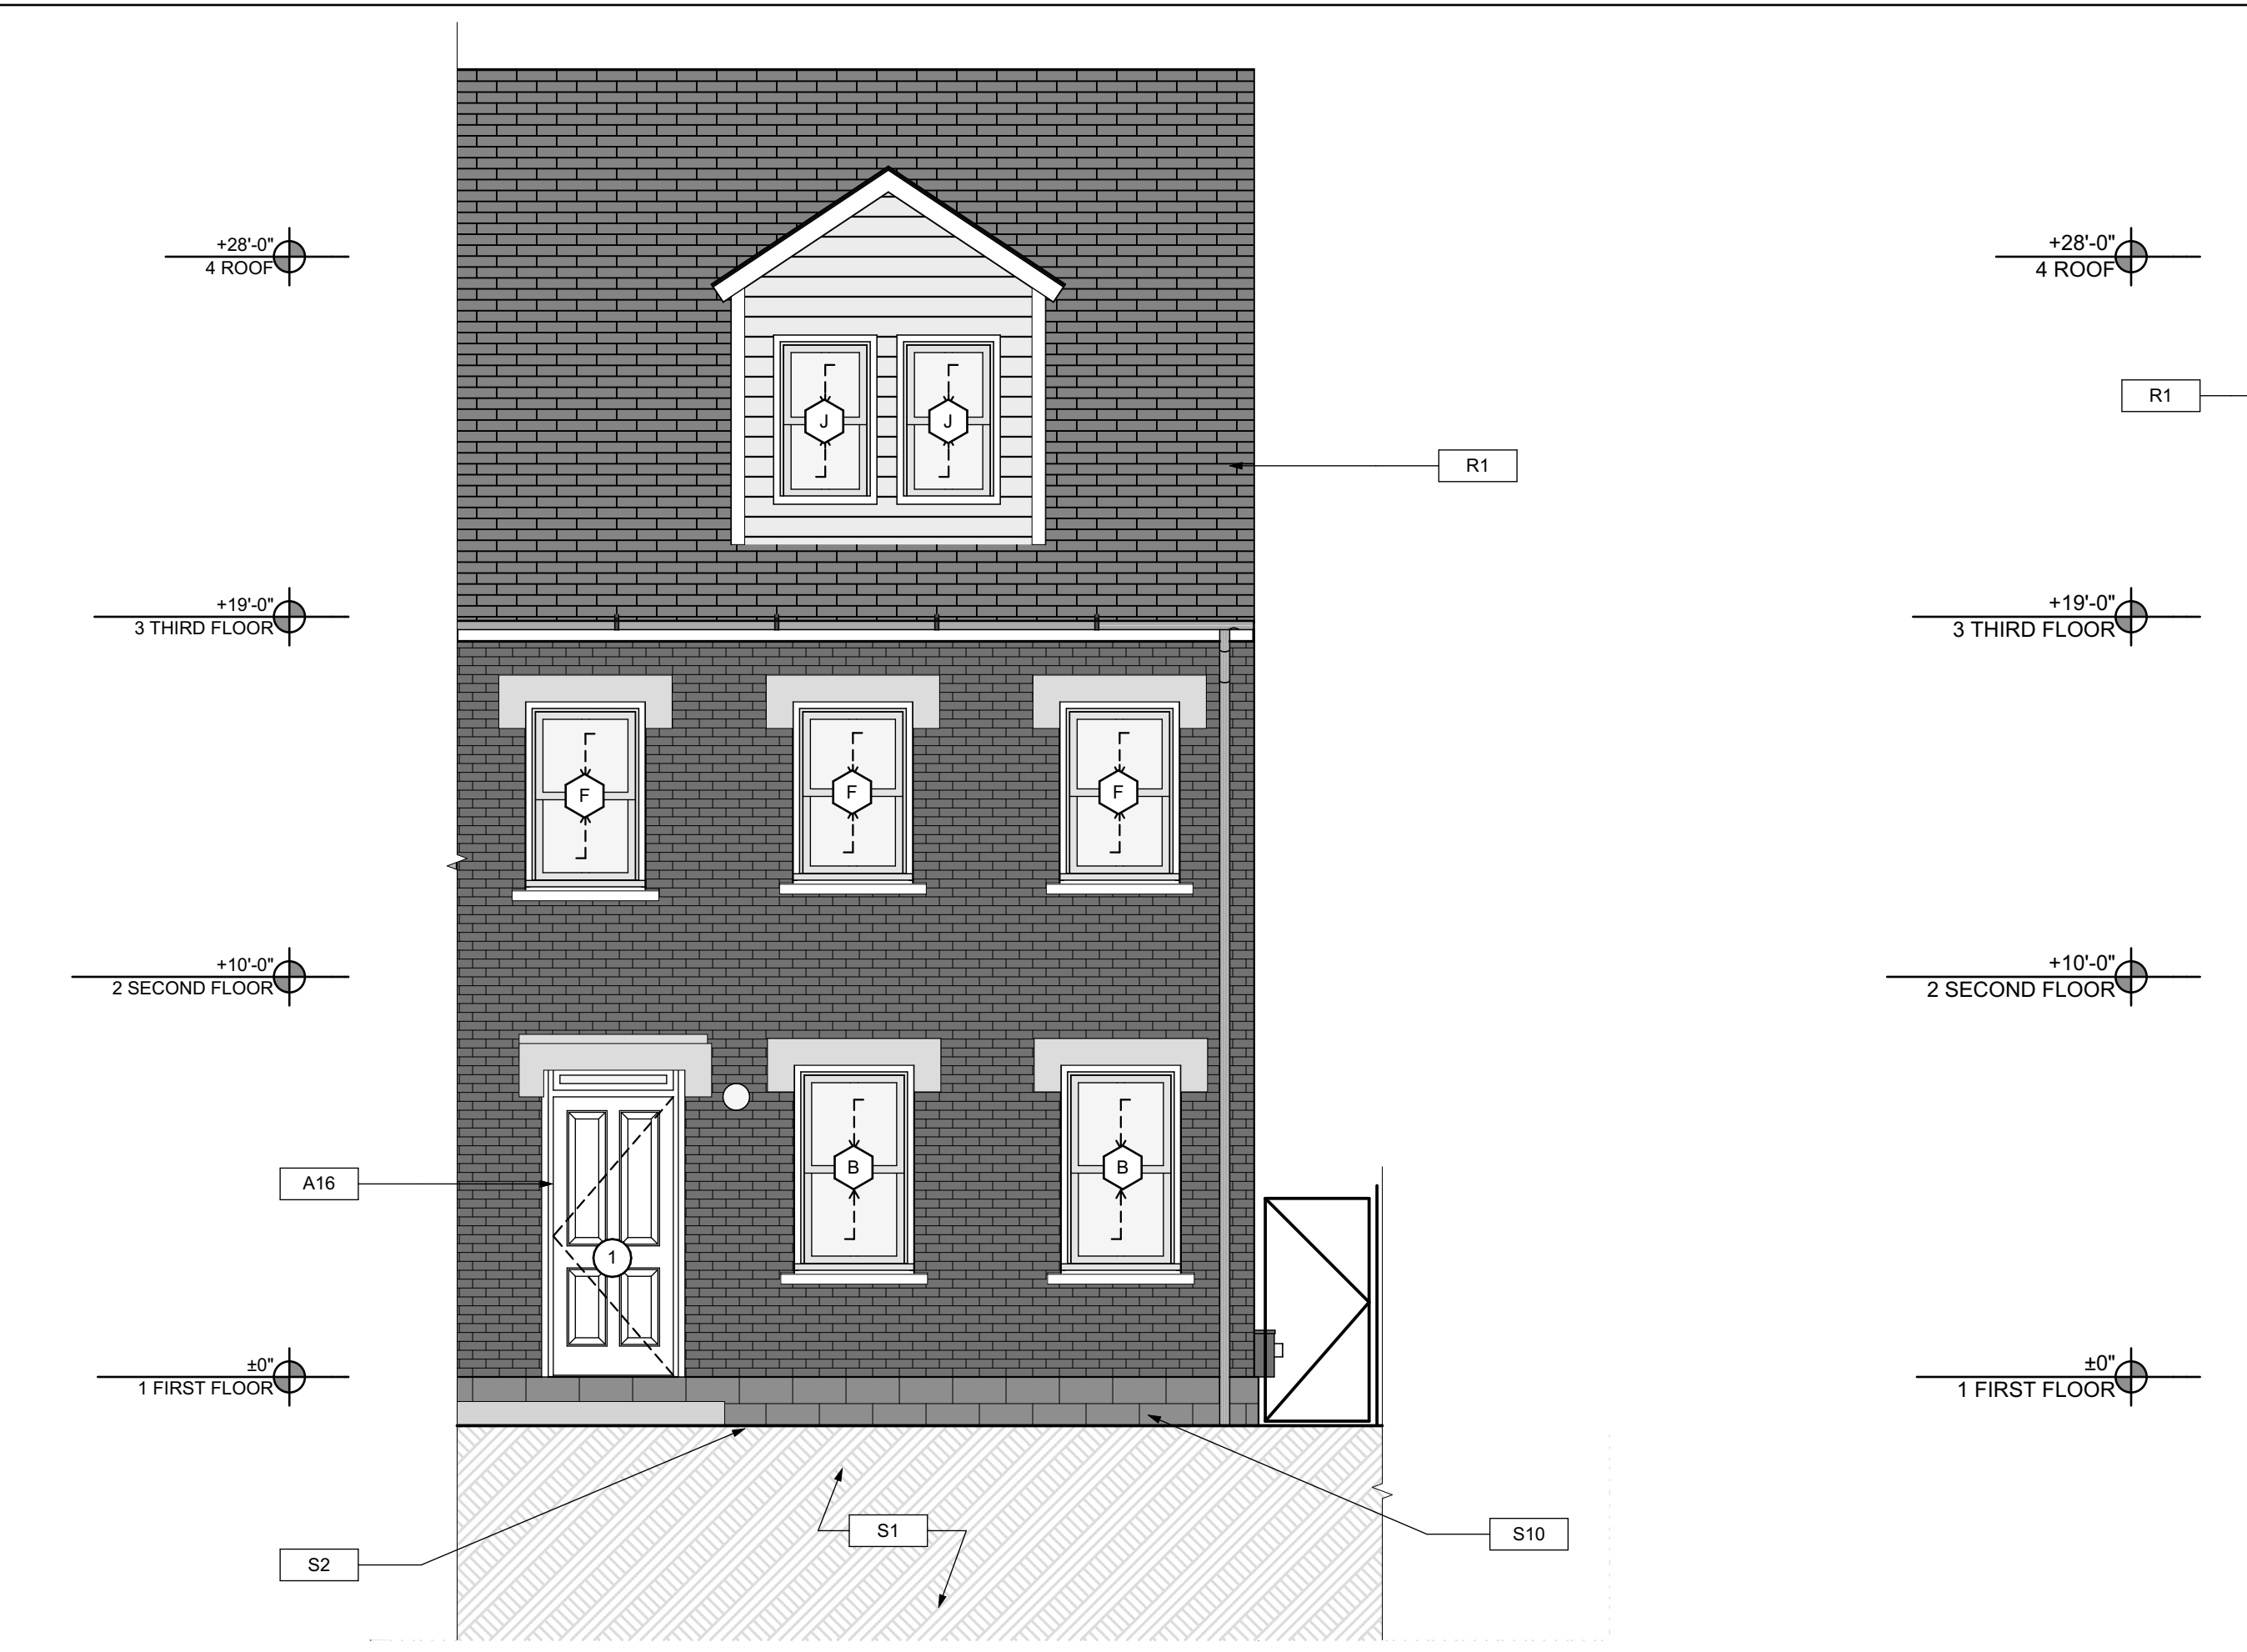 +28'-0"
4 ROOF
+28'-0"
4 ROOF
R1
J
J
R1
+19'-0"
3 THIRD FLOOR
+19'-0"
3 THIRD FLOOR
F
F
F
+10'-0"
2 SECOND FLOOR
+10'-0"
2 SECOND FLOOR
B
B
A16
1
±0"
1 FIRST FLOOR
±0"
1 FIRST FLOOR
S1
S10
S2